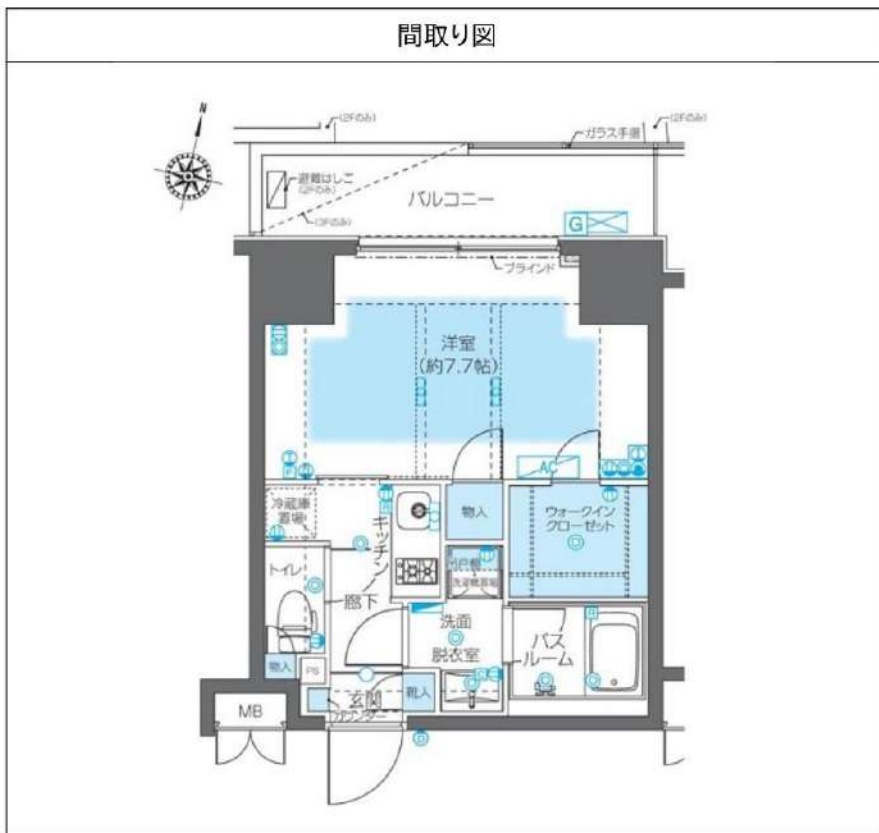 間取り図
N
(2Fのみ)
ガラス手摺
(2Fのみ)
避難はしご
(2Fのみ)
バルコニー
(3Fのみ)
G
ブラインド
洋室
(約7.7帖)
AC
冷蔵庫
置場
キッチン
物入
ウォークイン
クローゼット
トイレ
吊戸棚
洗濯機置場
廊下
洗面
脱衣室
バス
ルーム
物入
PS
玄関
カウンター
靴入
MB